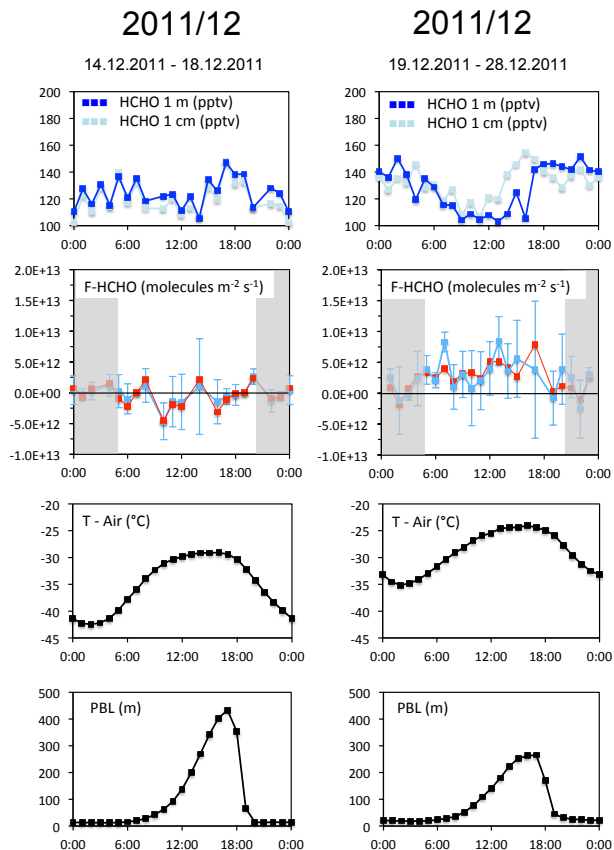 2011/12
14.12.2011 - 18.12.2011
200
180
160
140
120
100
HCHO 1 m (pptv)
HCHO 1 cm (pptv)
0:00 6:00 12:00 18:00 0:00
F-HCHO (molecules m⁻² s⁻¹)
2.0E+13
1.5E+13
1.0E+13
5.0E+12
0.0E+00
-5.0E+12
-1.0E+13
0:00 6:00 12:00 18:00 0:00
T - Air (°C)
-20
-25
-30
-35
-40
-45
0:00 6:00 12:00 18:00 0:00
PBL (m)
500
400
300
200
100
0
0:00 6:00 12:00 18:00 0:00
2011/12
19.12.2011 - 28.12.2011
200
180
160
140
120
100
HCHO 1 m (pptv)
HCHO 1 cm (pptv)
0:00 6:00 12:00 18:00 0:00
F-HCHO (molecules m⁻² s⁻¹)
2.0E+13
1.5E+13
1.0E+13
5.0E+12
0.0E+00
-5.0E+12
-1.0E+13
0:00 6:00 12:00 18:00 0:00
T - Air (°C)
-20
-25
-30
-35
-40
-45
0:00 6:00 12:00 18:00 0:00
PBL (m)
500
400
300
200
100
0
0:00 6:00 12:00 18:00 0:00